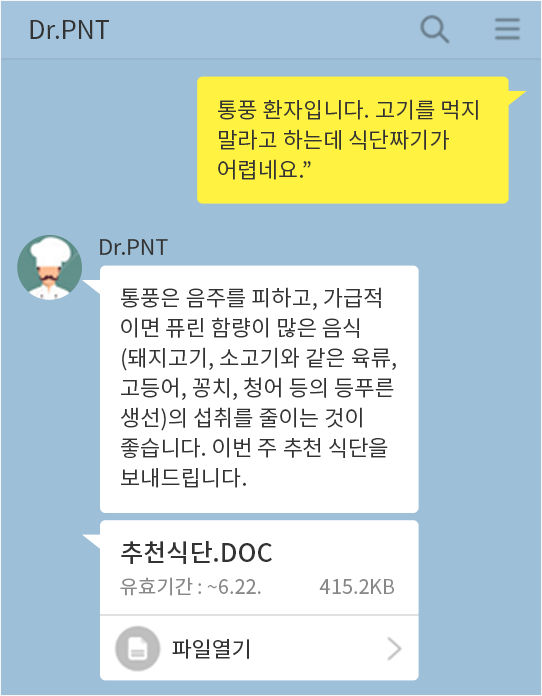 Dr.PNT
통풍 환자입니다. 고기를 먹지
말라고 하는데 식단짜기가
어렵네요.”
Dr.PNT
통풍은 음주를 피하고, 가급적
이면 퓨린 함량이 많은 음식
(돼지고기, 소고기와 같은 육류,
고등어, 꽁치, 청어 등의 등푸른
생선)의 섭취를 줄이는 것이
좋습니다. 이번 주 추천 식단을
보내드립니다.
추천식단.DOC
유효기간 : ~6.22. 415.2KB
파일열기